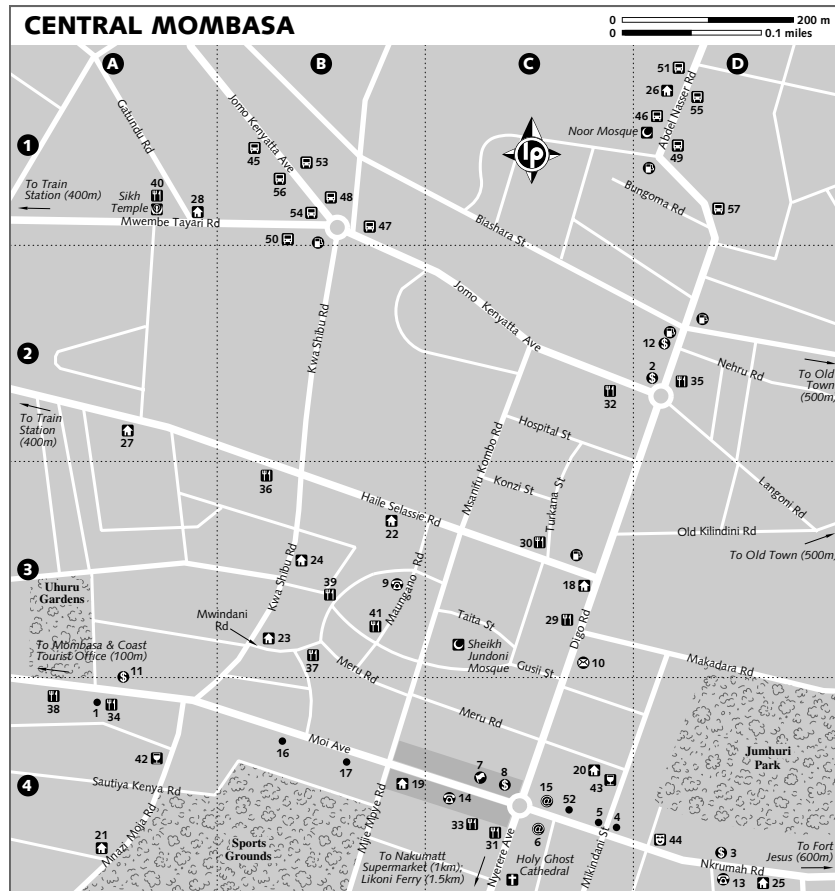 CENTRAL MOMBASA
0 200 m
0 0.1 miles
A
B
C
D
1
2
3
4
lp
51
26
55
46
Noor Mosque
Abdel Nasser Rd
49
Gatundu Rd
Jomo Kenyatta Ave
45
53
56
48
54
47
50
To Train
Station (400m)
40
Sikh
Temple
28
Mwembe Tayari Rd
Biashara St
Bungoma Rd
57
Kwa Shibu Rd
Jomo Kenyatta Ave
12
2
35
Nehru Rd
32
To Old
Town
(500m)
To Train
Station
(400m)
27
Hospital St
Msanifu Kombo Rd
Konzi St
Turkana St
Langoni Rd
36
Haile Selassie Rd
22
30
Old Kilindini Rd
To Old Town (500m)
Kwa Shibu Rd
24
39
9
Maungano Rd
41
18
29
Digo Rd
Uhuru
Gardens
Mwindani
Rd
23
37
Taita St
Sheikh
Jundoni
Mosque
Gusii St
10
Makadara Rd
To Mombasa & Coast
Tourist Office (100m)
11
Meru Rd
Meru Rd
38
1
34
16
Moi Ave
17
42
Sautiya Kenya Rd
Mnazi Moja Rd
21
Sports
Grounds
19
Mjie Mpye Rd
7
8
14
15
33
31
6
52
20
43
5
4
Jumhuri
Park
44
3
Nkrumah Rd
13
25
To Fort
Jesus (600m)
Mikindani St
To Nakumatt
Supermarket (1km);
Likoni Ferry (1.5km)
Nyerere Ave
Holy Ghost
Cathedral